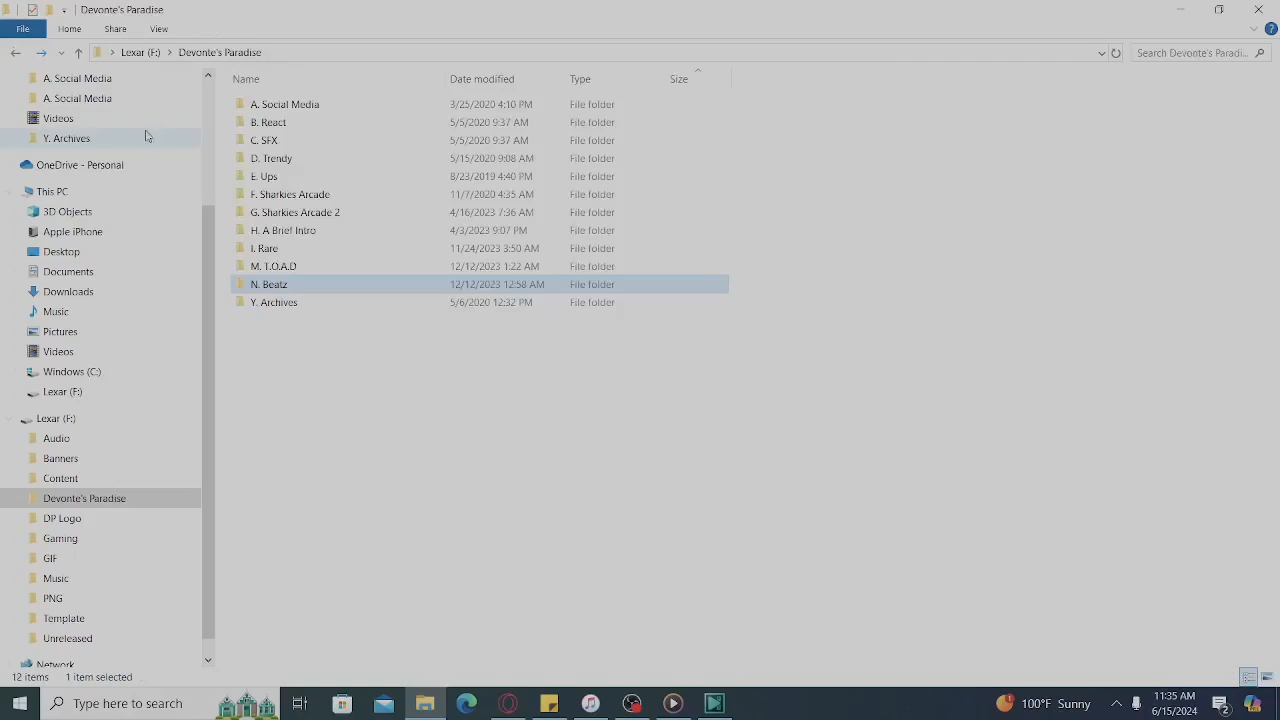 Devonte's Paradise
File Home Share View
Lexar (F:) Devonte's Paradise Search Devonte's Paradi...
A. Social Media
A. Social Media
Videos
Y. Archives
OneDrive - Personal
This PC
3D Objects
Apple iPhone
Desktop
Documents
Downloads
Music
Pictures
Videos
Windows (C:)
Lexar (F:)
Lexar (F:)
Audio
Banners
Content
Devonte's Paradise
DP Logo
Gaming
GIF
Music
PNG
Template
Unreleased
Network
Name Date modified Type Size
A. Social Media 3/25/2020 4:10 PM File folder
B. React 5/5/2020 9:37 AM File folder
C. SFX 5/5/2020 9:37 AM File folder
D. Trendy 5/15/2020 9:08 AM File folder
E. Ups 8/23/2019 4:40 PM File folder
F. Sharkies Arcade 11/7/2020 4:35 AM File folder
G. Sharkies Arcade 2 4/16/2023 7:36 AM File folder
H. A Brief Intro 4/3/2023 9:07 PM File folder
I. Rare 11/24/2023 3:50 AM File folder
M. T.O.A.D 12/12/2023 1:22 AM File folder
N. Beatz 12/12/2023 12:58 AM File folder
Y. Archives 5/6/2020 12:32 PM File folder
12 items 1 item selected
Type here to search
100°F Sunny
11:35 AM
6/15/2024
2